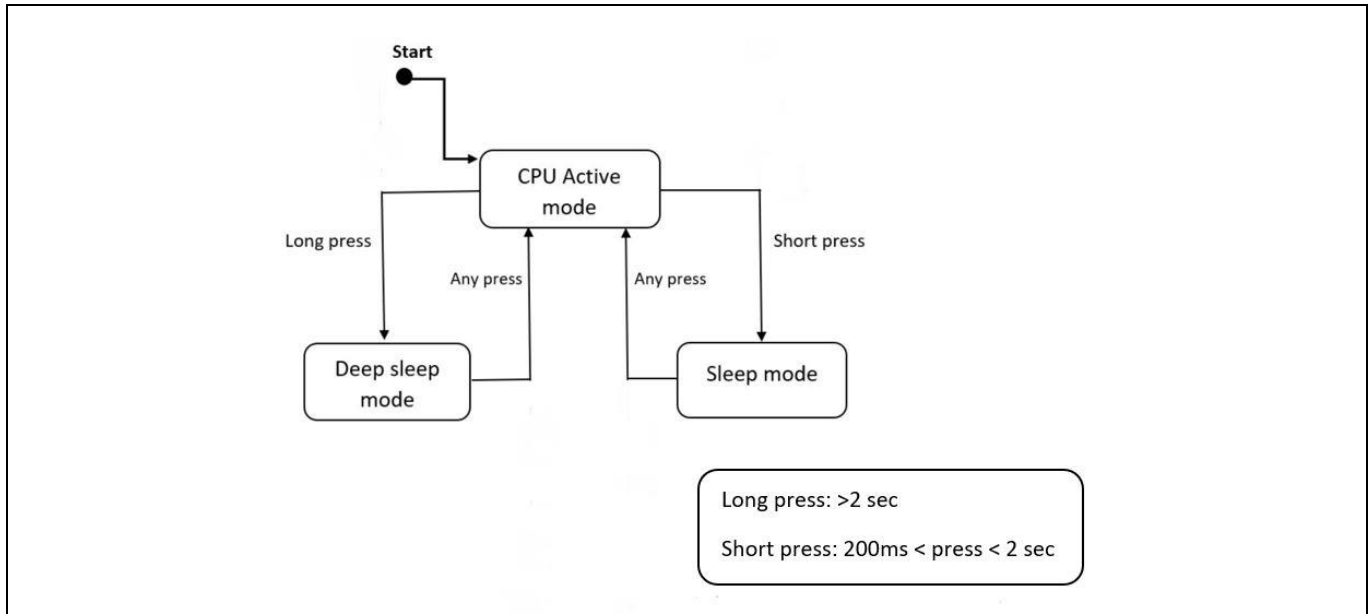 Start
CPU Active
mode
Long press
Short press
Any press
Any press
Deep sleep
mode
Sleep mode
Long press: >2 sec
Short press: 200ms < press < 2 sec